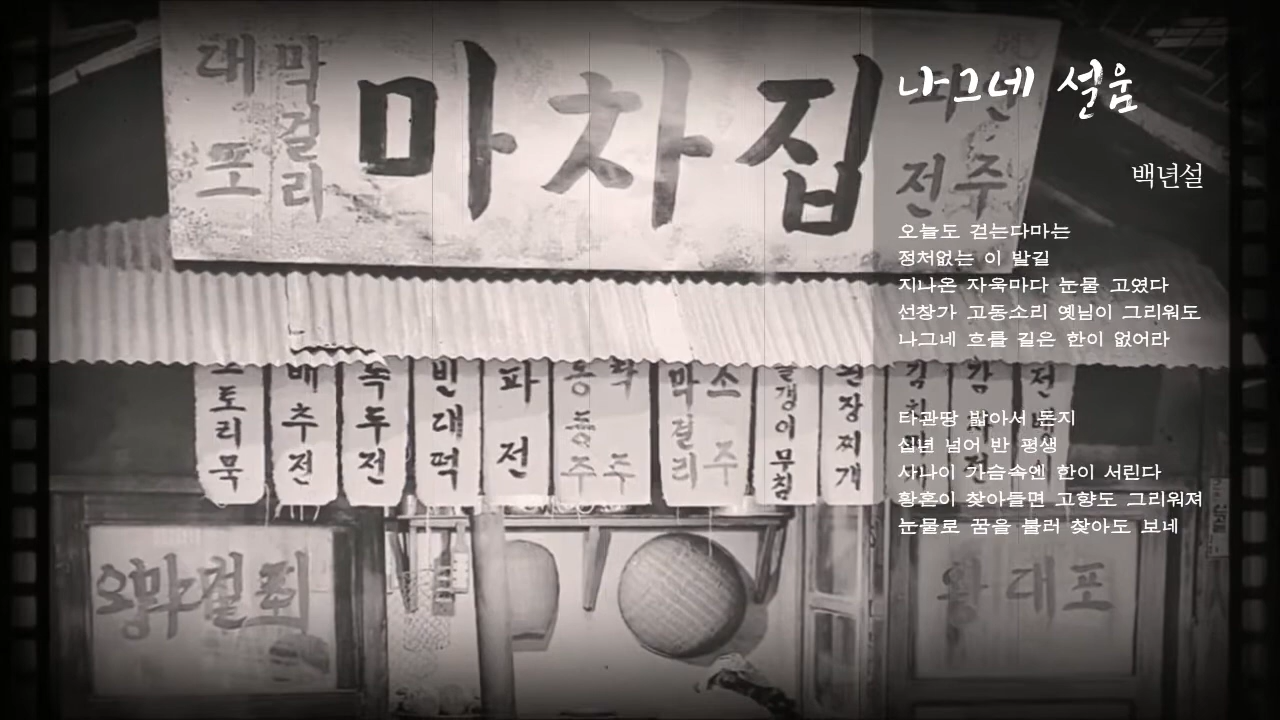 대포
막걸리
마차집
전주
나그네 설움
백년설
오늘도 걷는다마는
정처없는 이 발길
지나온 자욱마다 눈물 고였다
선창가 고동소리 옛님이 그리워도
나그네 흐를 길은 한이 없어라
타관땅 밟아서 돈지
십년 넘어 반 평생
사나이 가슴속엔 한이 서린다
황혼이 찾아들면 고향도 그리워져
눈물로 꿈을 불러 찾아도 보네
도토리묵
배추전
녹두전
빈대떡
파전
동동주
막걸리
소주
골뱅이무침
된장찌개
왕대포